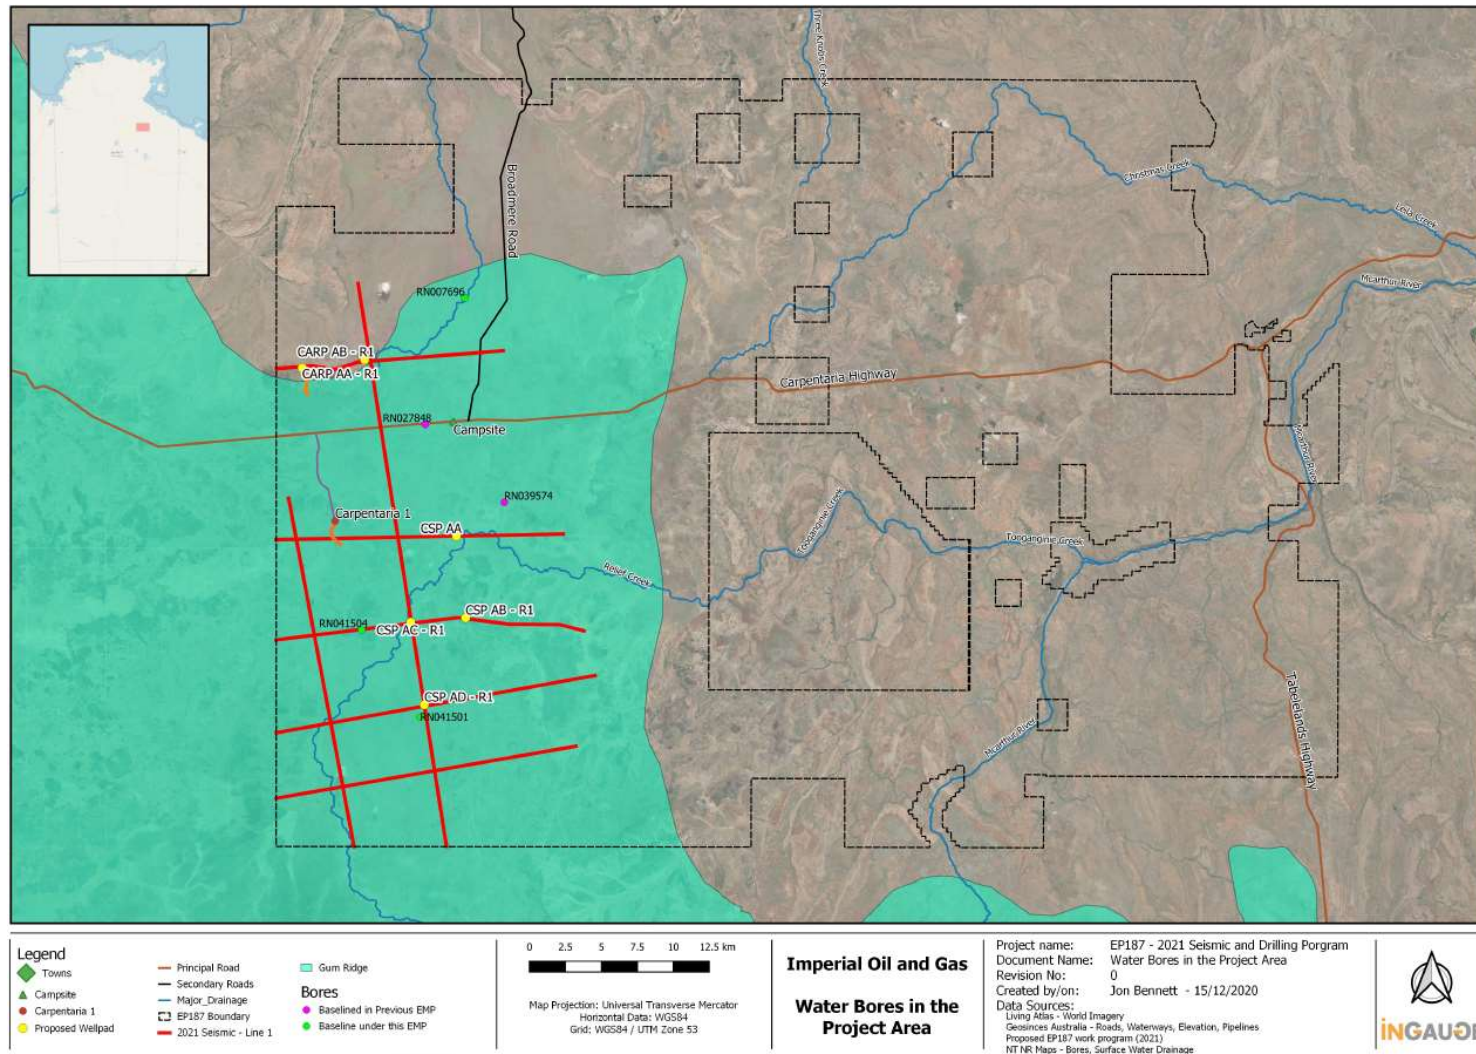 Three Knobs Creek
Broadmere Road
Christmas Creek
Leila Creek
Mcarthur River
RN007696
CARP AB - R1
CARP AA - R1
Carpentaria Highway
RN027848
Campsite
Mcarthur River
RN039574
Carpentaria 1
CSP AA
Tooganginie Creek
Tooganginie Creek
Relief Creek
CSP AB - R1
RN041504
CSP AC - R1
CSP AD - R1
RN041501
Mcarthur River
Tabelelands Highway
Legend
Towns
Campsite
Carpentaria 1
Proposed Wellpad
Principal Road
Secondary Roads
Major_Drainage
EP187 Boundary
2021 Seismic - Line 1
Gum Ridge
Bores
Baselined in Previous EMP
Baseline under this EMP
0 2.5 5 7.5 10 12.5 km
Map Projection: Universal Transverse Mercator
Horizontal Data: WGS84
Grid: WGS84 / UTM Zone 53
Imperial Oil and Gas
Water Bores in the
Project Area
Project name: EP187 - 2021 Seismic and Drilling Porgram
Document Name: Water Bores in the Project Area
Revision No: 0
Created by/on: Jon Bennett - 15/12/2020
Data Sources:
Living Atlas - World Imagery
Geosinces Australia - Roads, Waterways, Elevation, Pipelines
Proposed EP187 work program (2021)
NT NR Maps - Bores, Surface Water Drainage
iNGAUGE